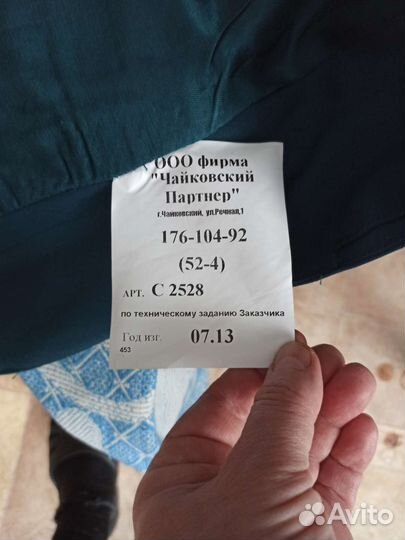 ООО фирма
"Чайковский
Партнер"
г.Чайковский, ул.Речная,1
176-104-92
(52-4)
АРТ. С 2528
по техническому заданию Заказчика
Год изг. 07.13
453
Avito